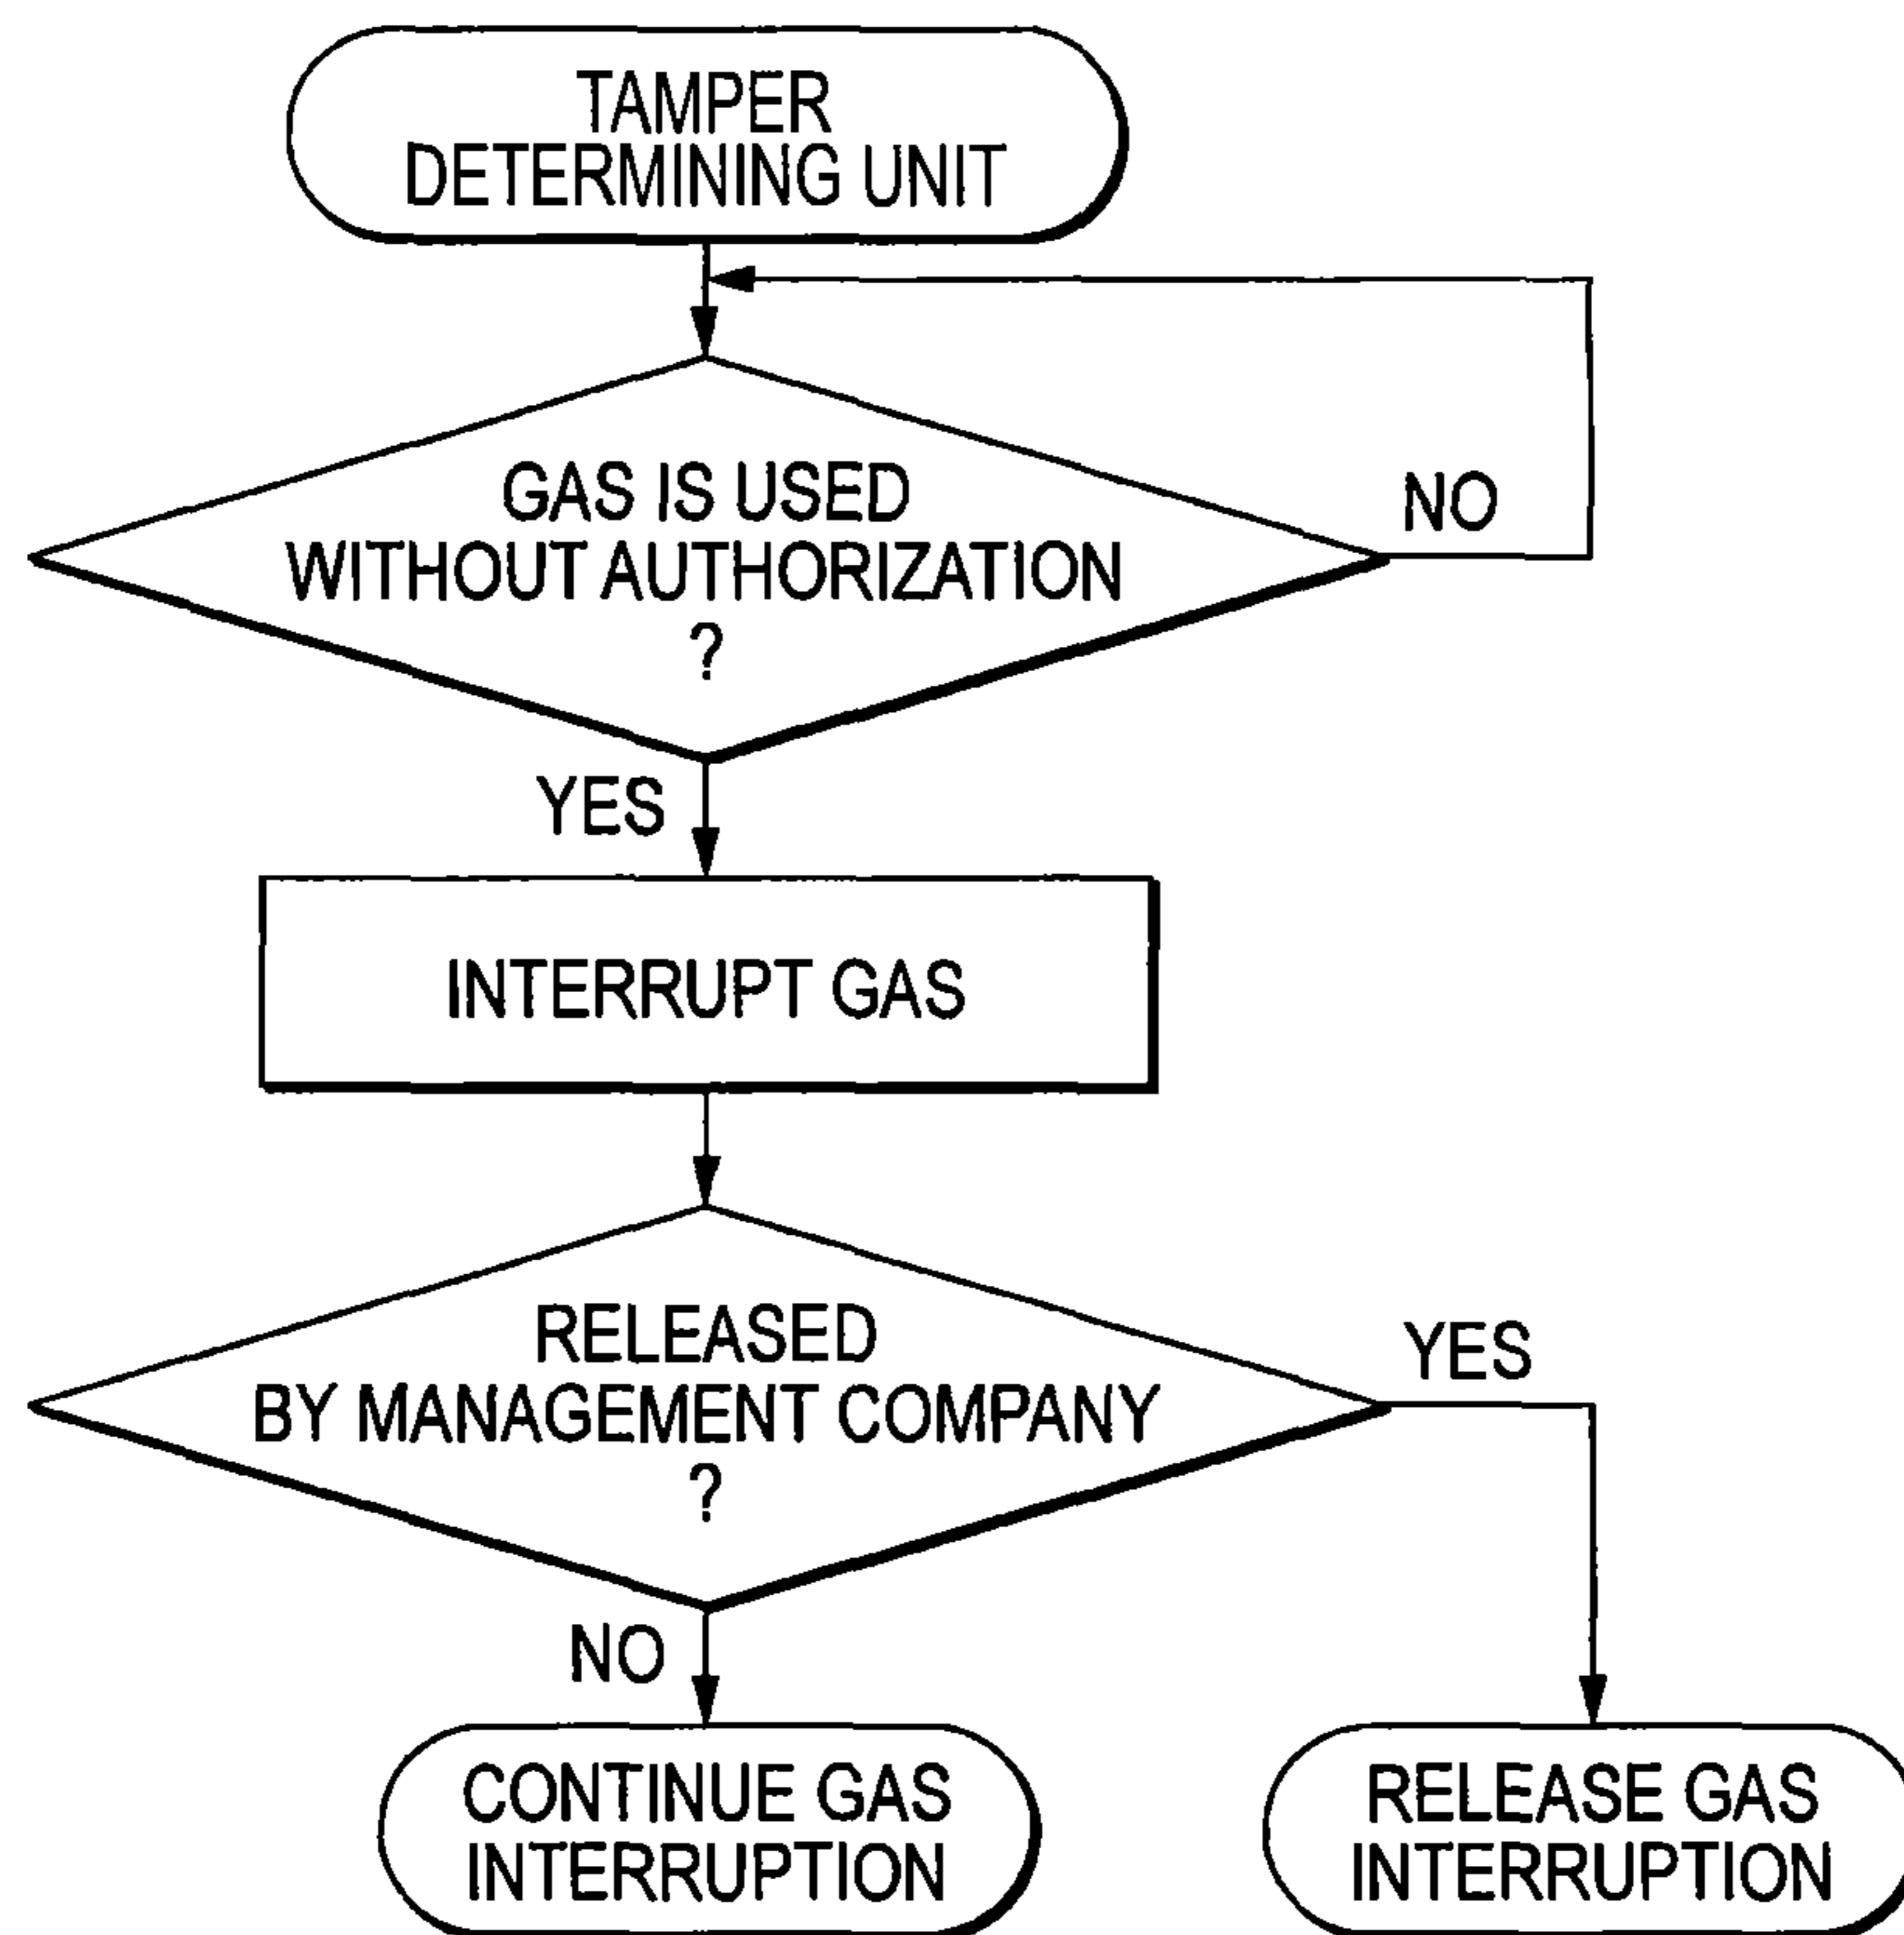 TAMPER
DETERMINING UNIT
GAS IS USED
WITHOUT AUTHORIZATION
?
NO
YES
INTERRUPT GAS
RELEASED
BY MANAGEMENT COMPANY
?
YES
NO
CONTINUE GAS
INTERRUPTION
RELEASE GAS
INTERRUPTION